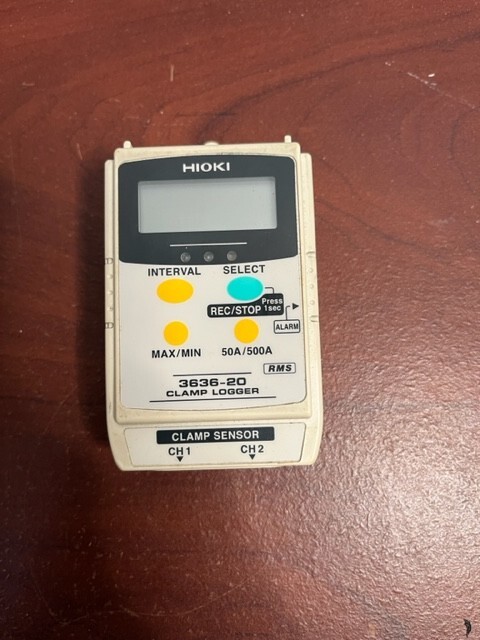 HIOKI
INTERVAL SELECT
REC/STOP Press 1sec
ALARM
MAX/MIN 50A/500A
RMS
3636-20
CLAMP LOGGER
CLAMP SENSOR
CH1 CH2